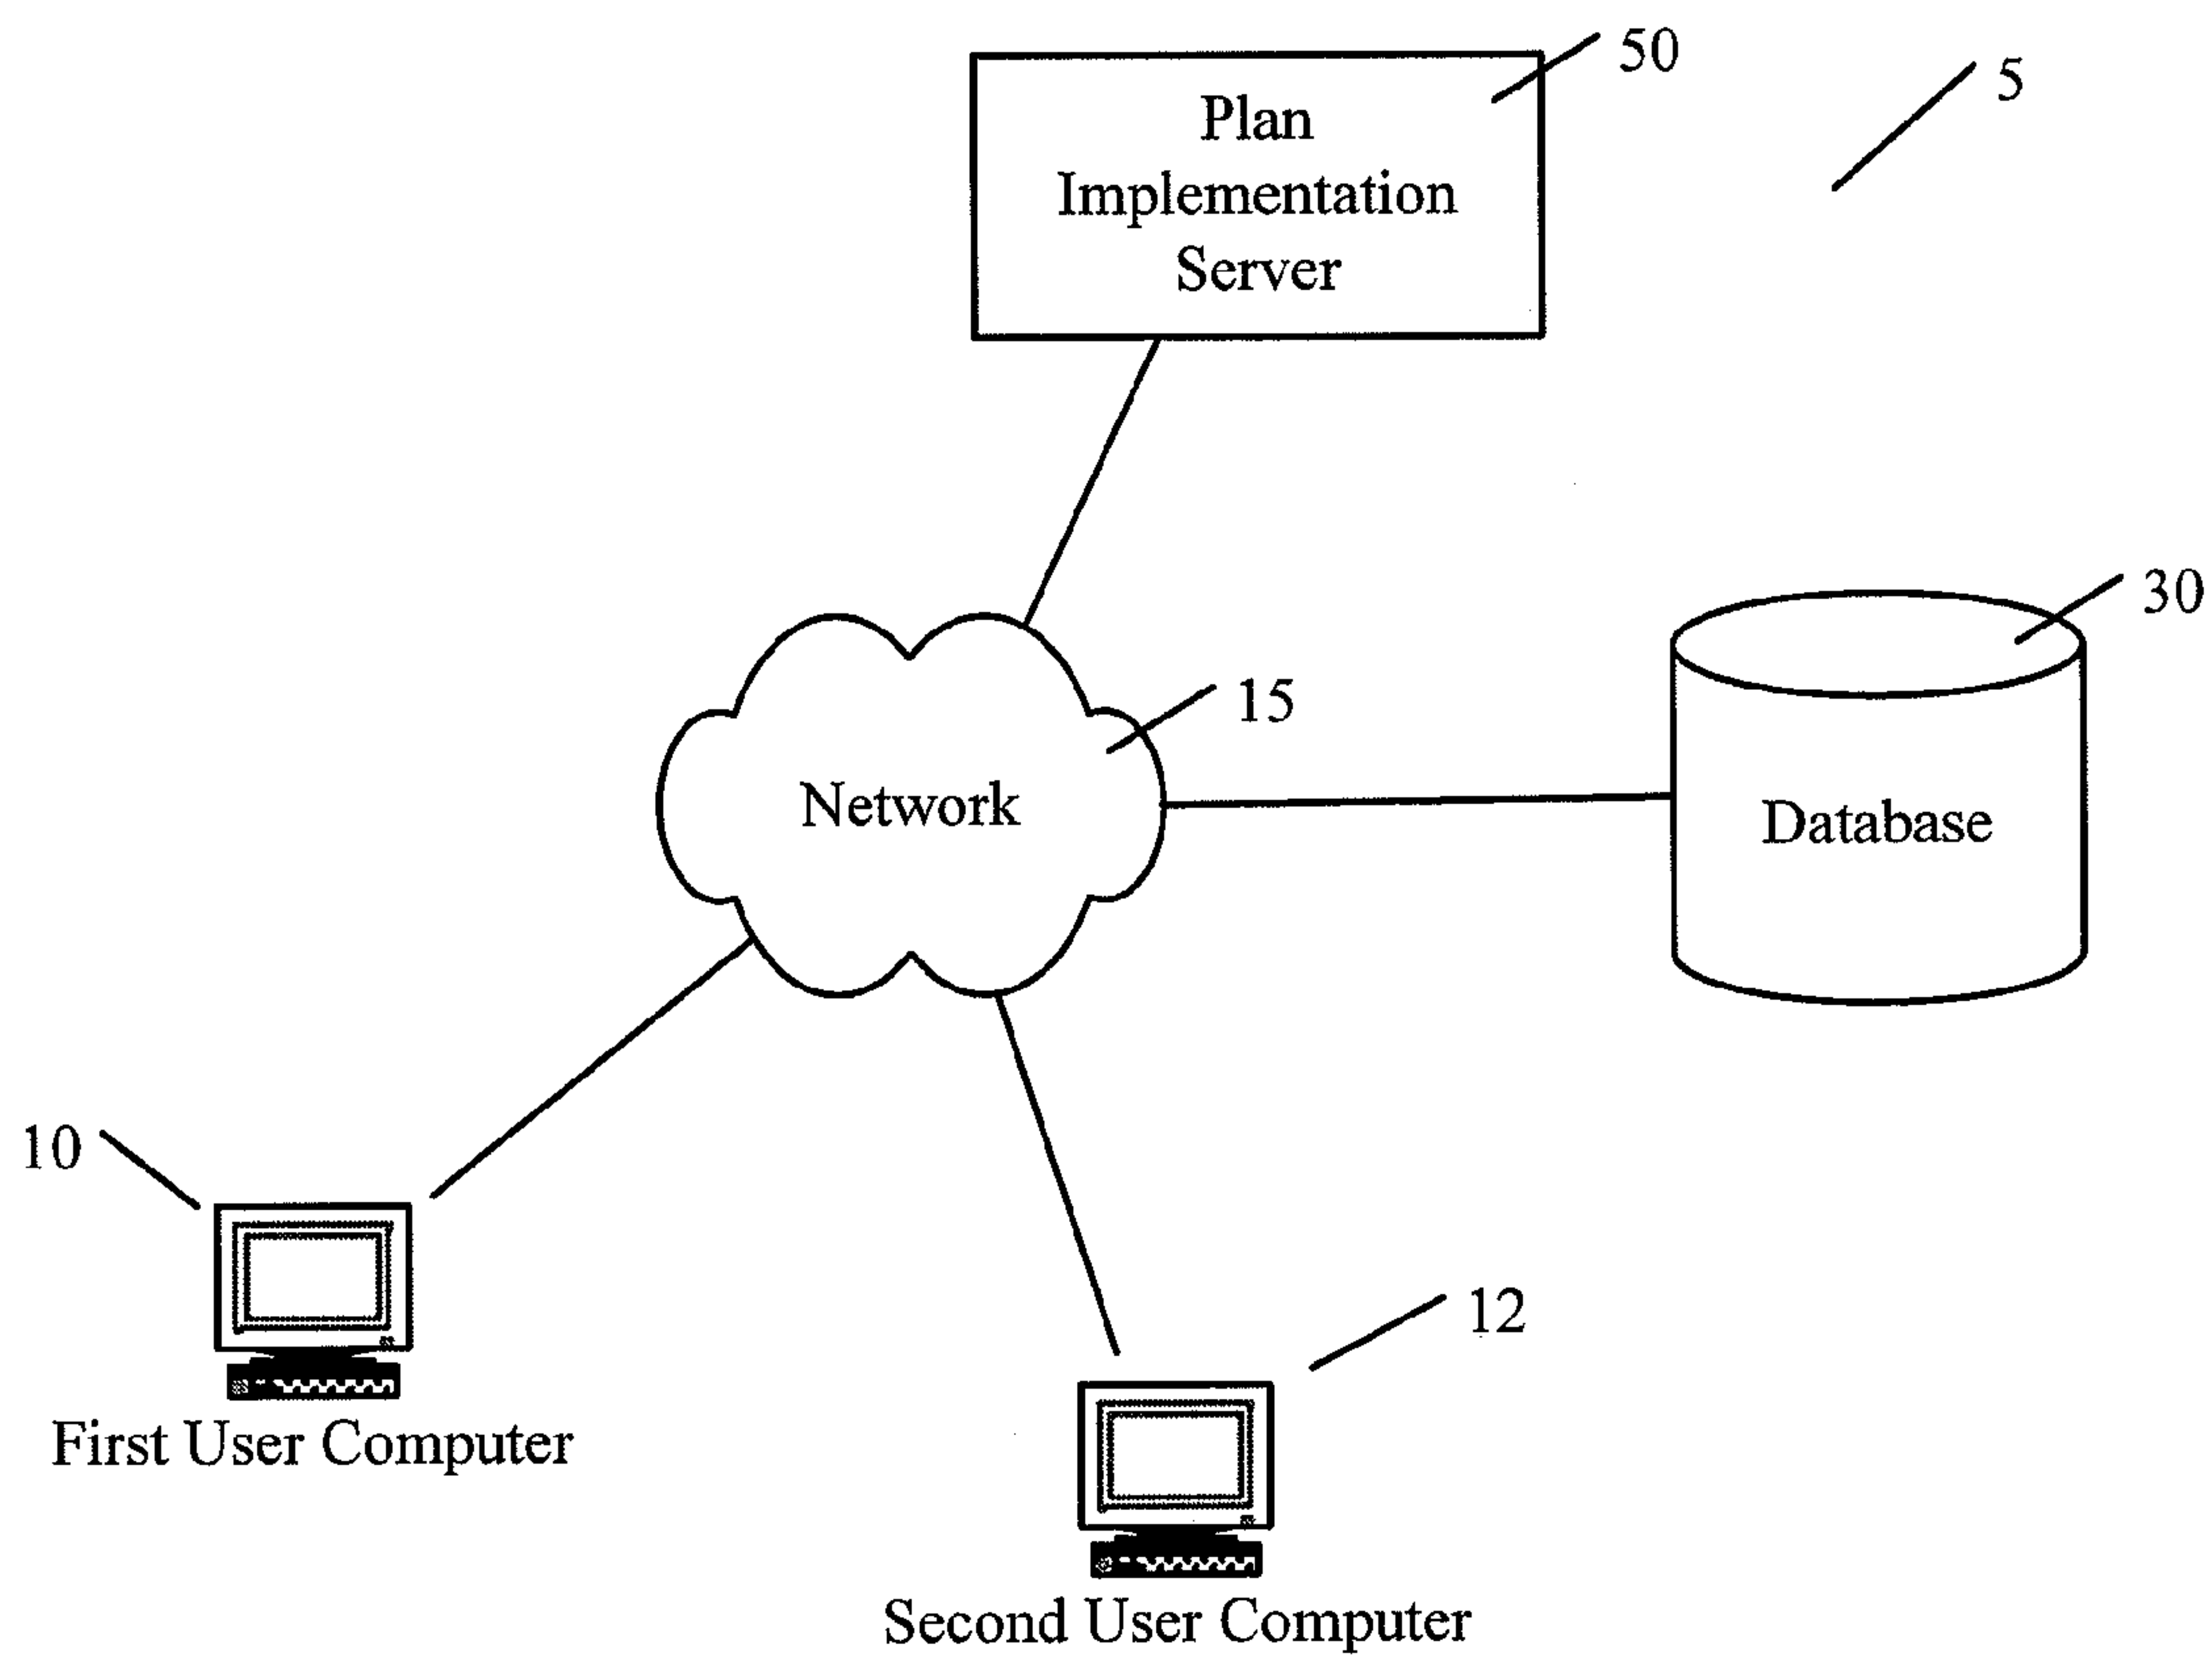 50
5
Plan
Implementation
Server
30
15
Network
Database
10
12
First User Computer
Second User Computer